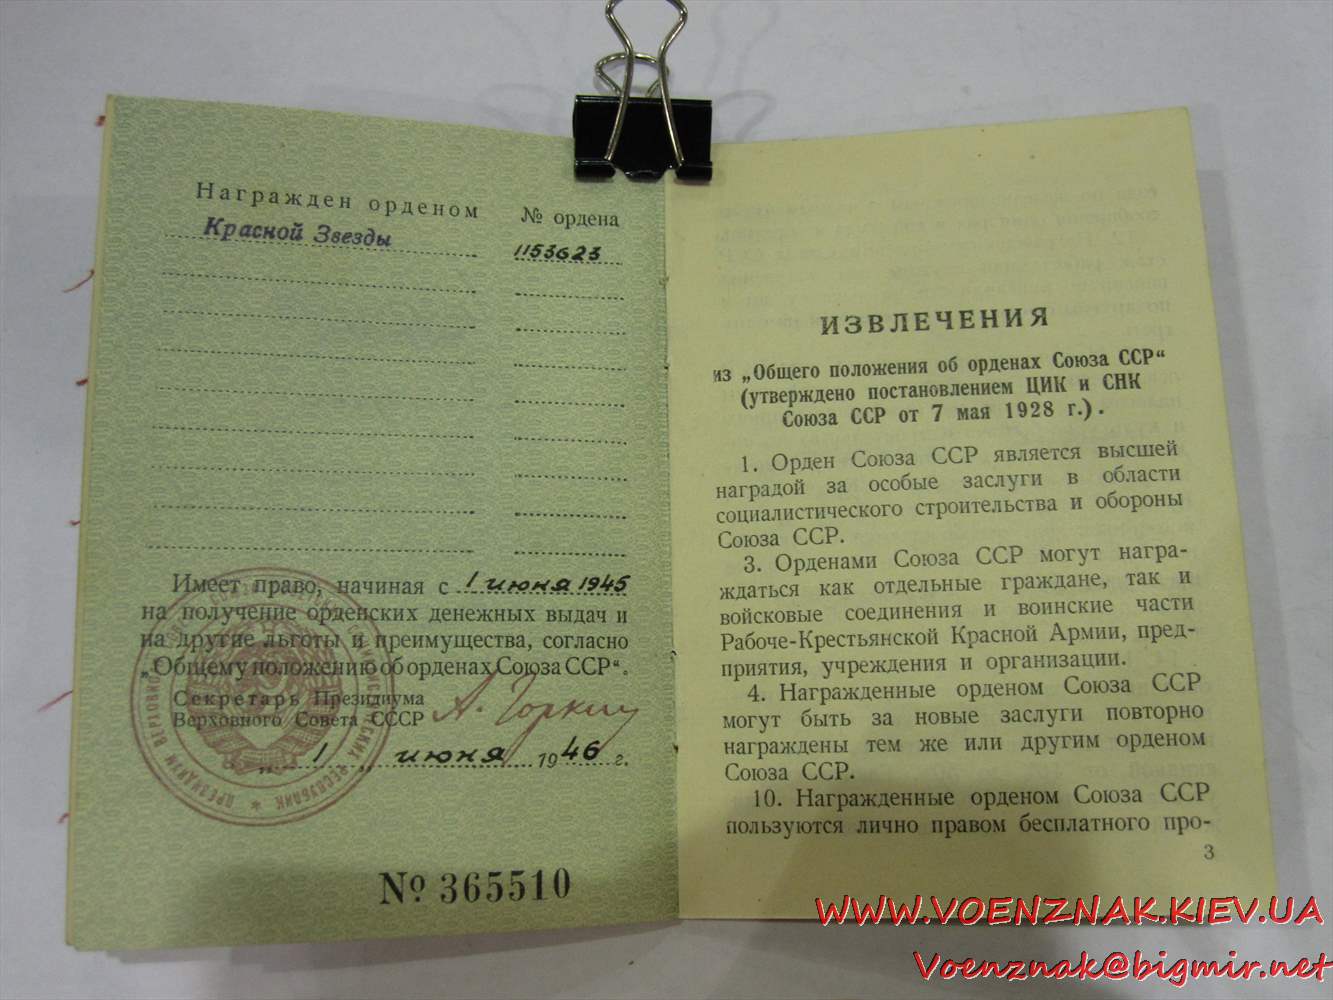 Награжден орденом
№ ордена
Красной Звезды
1153623
Имеет право, начиная с 1 июня 1945
на получение орденских денежных выдач и
на другие льготы и преимущества, согласно
„Общему положению об орденах Союза ССР“.
Секретарь Президиума
Верховного Совета СССР
А. Горкин
„ 1 „ июня 1946 г.
№ 365510
ИЗВЛЕЧЕНИЯ
из „Общего положения об орденах Союза ССР“
(утверждено постановлением ЦИК и СНК
Союза ССР от 7 мая 1928 г.).
1. Орден Союза ССР является высшей
наградой за особые заслуги в области
социалистического строительства и обороны
Союза ССР.
3. Орденами Союза ССР могут награ-
ждаться как отдельные граждане, так и
войсковые соединения и воинские части
Рабоче-Крестьянской Красной Армии, пред-
приятия, учреждения и организации.
4. Награжденные орденом Союза ССР
могут быть за новые заслуги повторно
награждены тем же или другим орденом
Союза ССР.
10. Награжденные орденом Союза ССР
пользуются лично правом бесплатного про-
3
WWW.VOENZNAK.KIEV.UA
Voenznak@bigmir.net